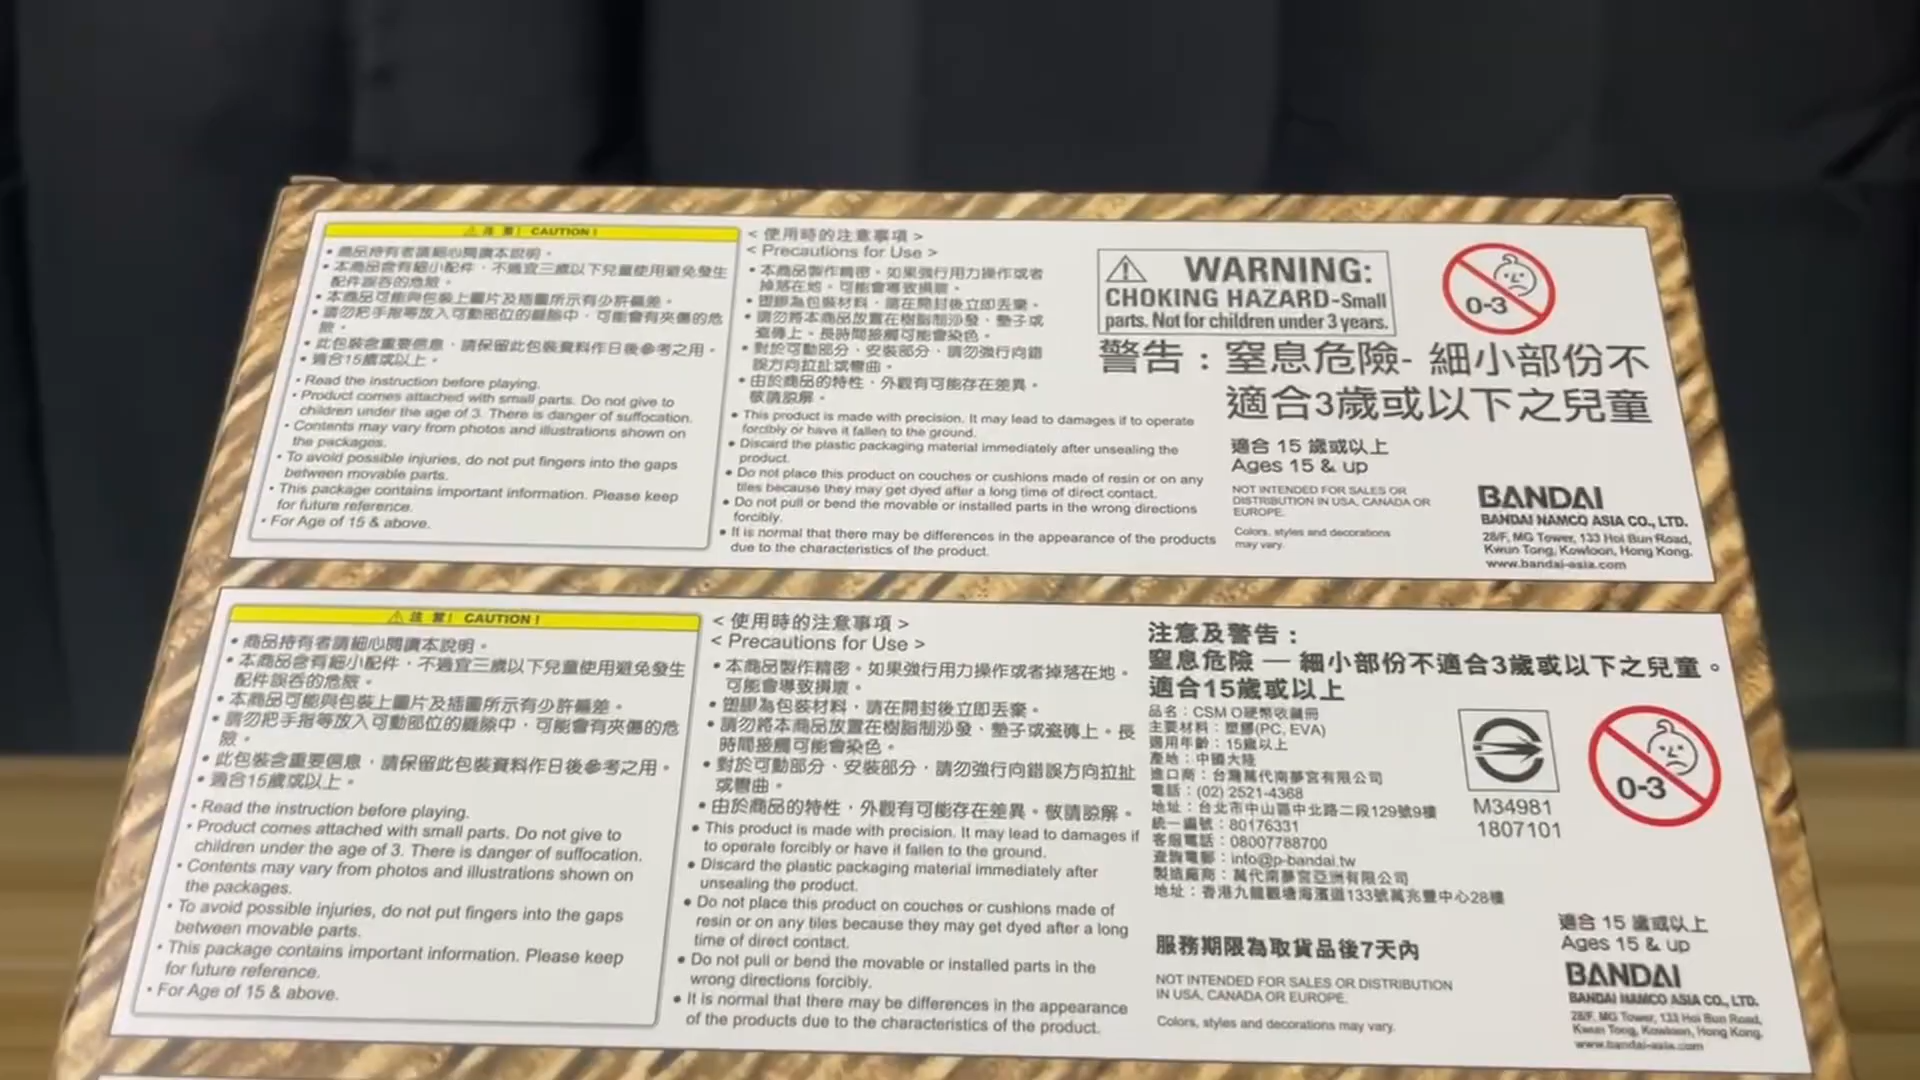 ⚠ 注 意! CAUTION!
• 商品持有者請細心閱讀本說明。
• 本商品含有細小配件，不適宜三歲以下兒童使用避免發生
配件誤吞的危險。
• 本商品可能與包裝上圖片及插圖所示有少許偏差。
• 請勿把手指等放入可動部位的縫隙中，可能會有夾傷的危
險。
• 此包裝含重要信息，請保留此包裝資料作日後參考之用。
• 適合15歲或以上。
• Read the instruction before playing.
• Product comes attached with small parts. Do not give to
children under the age of 3. There is danger of suffocation.
• Contents may vary from photos and illustrations shown on
the packages.
• To avoid possible injuries, do not put fingers into the gaps
between movable parts.
• This package contains important information. Please keep
for future reference.
• For Age of 15 & above.
< 使用時的注意事項 >
< Precautions for Use >
• 本商品製作精密。如果強行用力操作或者
掉落在地。可能會導致損壞。
• 塑膠為包裝材料，請在開封後立即丟棄。
• 請勿將本商品放置在樹脂制沙發、墊子或
瓷磚上。長時間接觸可能會染色。
• 對於可動部分、安裝部分，請勿強行向錯
誤方向拉扯或彎曲。
• 由於商品的特性，外觀有可能存在差異。
敬請諒解。
• This product is made with precision. It may lead to damages if to operate
forcibly or have it fallen to the ground.
• Discard the plastic packaging material immediately after unsealing the
product.
• Do not place this product on couches or cushions made of resin or on any
tiles because they may get dyed after a long time of direct contact.
• Do not pull or bend the movable or installed parts in the wrong directions
forcibly.
• It is normal that there may be differences in the appearance of the products
due to the characteristics of the product.
⚠ WARNING:
CHOKING HAZARD-Small
parts. Not for children under 3 years.
0-3
警告：窒息危險- 細小部份不
適合3歲或以下之兒童
適合 15 歲或以上
Ages 15 & up
NOT INTENDED FOR SALES OR
DISTRIBUTION IN USA, CANADA OR
EUROPE.
Colors, styles and decorations
may vary.
BANDAI
BANDAI NAMCO ASIA CO., LTD.
28/F, MG Tower, 133 Hoi Bun Road,
Kwun Tong, Kowloon, Hong Kong.
www.bandai-asia.com
⚠ 注 意! CAUTION!
• 商品持有者請細心閱讀本說明。
• 本商品含有細小配件，不適宜三歲以下兒童使用避免發生
配件誤吞的危險。
• 本商品可能與包裝上圖片及插圖所示有少許偏差。
• 請勿把手指等放入可動部位的縫隙中，可能會有夾傷的危
險。
• 此包裝含重要信息，請保留此包裝資料作日後參考之用。
• 適合15歲或以上。
• Read the instruction before playing.
• Product comes attached with small parts. Do not give to
children under the age of 3. There is danger of suffocation.
• Contents may vary from photos and illustrations shown on
the packages.
• To avoid possible injuries, do not put fingers into the gaps
between movable parts.
• This package contains important information. Please keep
for future reference.
• For Age of 15 & above.
< 使用時的注意事項 >
< Precautions for Use >
• 本商品製作精密。如果強行用力操作或者掉落在地。
可能會導致損壞。
• 塑膠為包裝材料，請在開封後立即丟棄。
• 請勿將本商品放置在樹脂制沙發、墊子或瓷磚上。長
時間接觸可能會染色。
• 對於可動部分、安裝部分，請勿強行向錯誤方向拉扯
或彎曲。
• 由於商品的特性，外觀有可能存在差異。敬請諒解。
• This product is made with precision. It may lead to damages if
to operate forcibly or have it fallen to the ground.
• Discard the plastic packaging material immediately after
unsealing the product.
• Do not place this product on couches or cushions made of
resin or on any tiles because they may get dyed after a long
time of direct contact.
• Do not pull or bend the movable or installed parts in the
wrong directions forcibly.
• It is normal that there may be differences in the appearance
of the products due to the characteristics of the product.
注意及警告：
窒息危險 — 細小部份不適合3歲或以下之兒童。
適合15歲或以上
品名：CSM O硬幣收藏冊
主要材料：塑膠(PC, EVA)
適用年齡：15歲以上
產地：中國大陸
進口商：台灣萬代南夢宮有限公司
電話：(02) 2521-4368
地址：台北市中山區中北路二段129號9樓
統一編號：80176331
客服電話：08007788700
查詢電郵：info@p-bandai.tw
製造廠商：萬代南夢宮亞洲有限公司
地址：香港九龍觀塘海濱道133號萬兆豐中心28樓
M34981
1807101
0-3
服務期限為取貨品後7天內
NOT INTENDED FOR SALES OR DISTRIBUTION
IN USA, CANADA OR EUROPE.
Colors, styles and decorations may vary.
適合 15 歲或以上
Ages 15 & up
BANDAI
BANDAI NAMCO ASIA CO., LTD.
28/F, MG Tower, 133 Hoi Bun Road,
Kwun Tong, Kowloon, Hong Kong.
www.bandai-asia.com